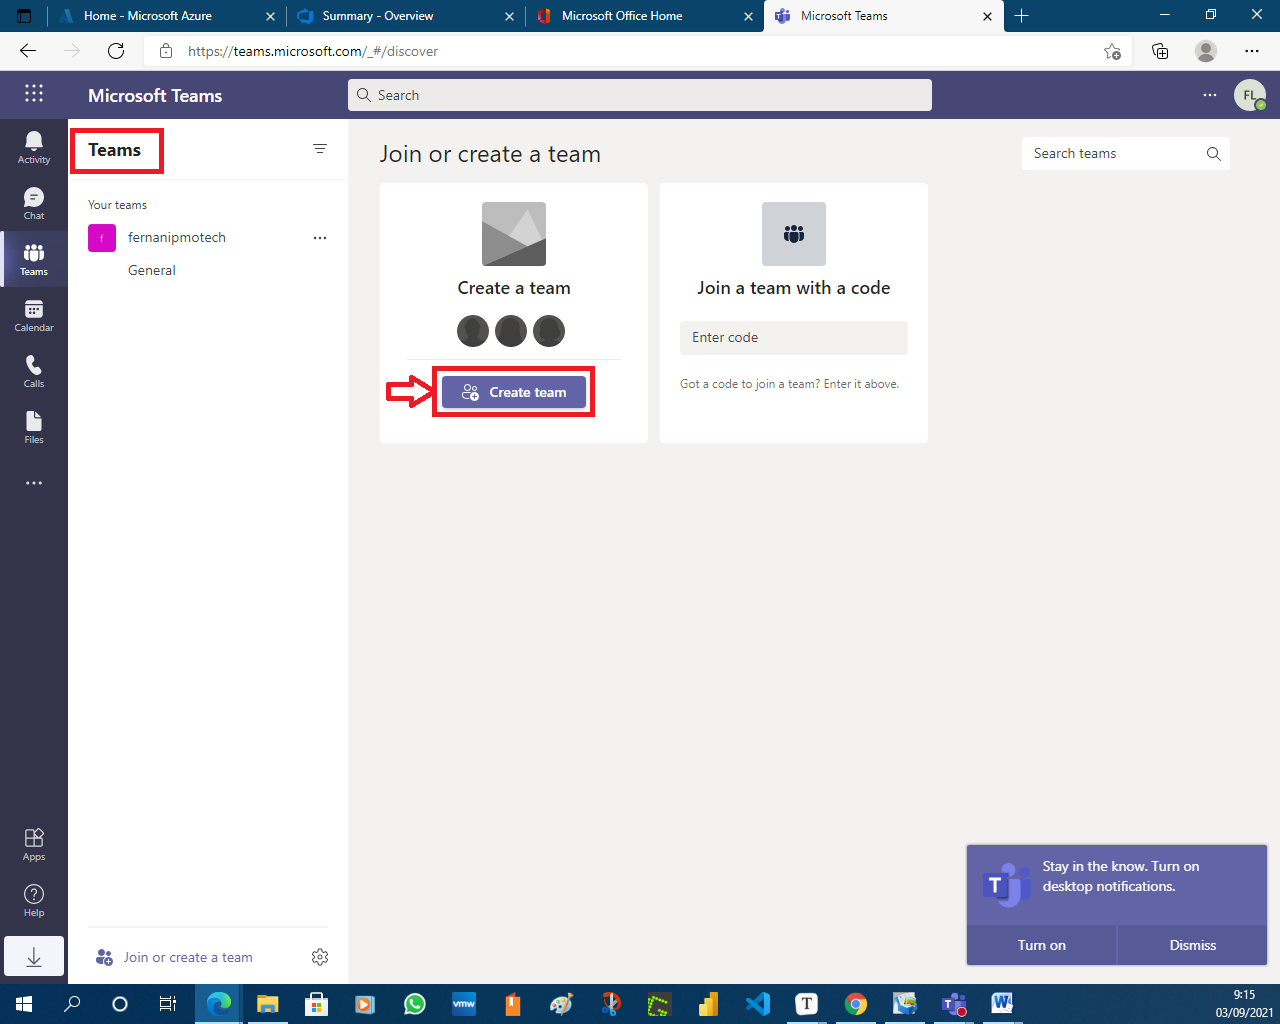 Home - Microsoft Azure
Summary - Overview
Microsoft Office Home
Microsoft Teams
https://teams.microsoft.com/_#/discover
Microsoft Teams
Search
FL
Activity
Chat
Teams
Calendar
Calls
Files
Apps
Help
Teams
Your teams
f
fernanipmotech
General
Join or create a team
Join or create a team
Search teams
Create a team
Create team
Join a team with a code
Enter code
Got a code to join a team? Enter it above.
T
Stay in the know. Turn on
desktop notifications.
Turn on
Dismiss
vmw
T
T
W
9:15
03/09/2021